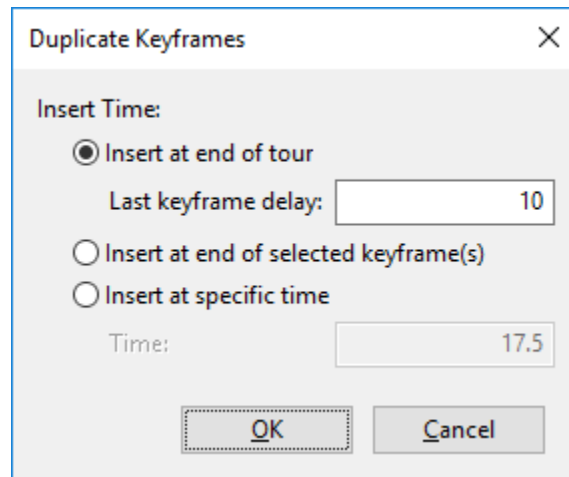 Duplicate Keyframes
Insert Time:
Insert at end of tour
Last keyframe delay: 10
Insert at end of selected keyframe(s)
Insert at specific time
Time: 17.5
OK Cancel